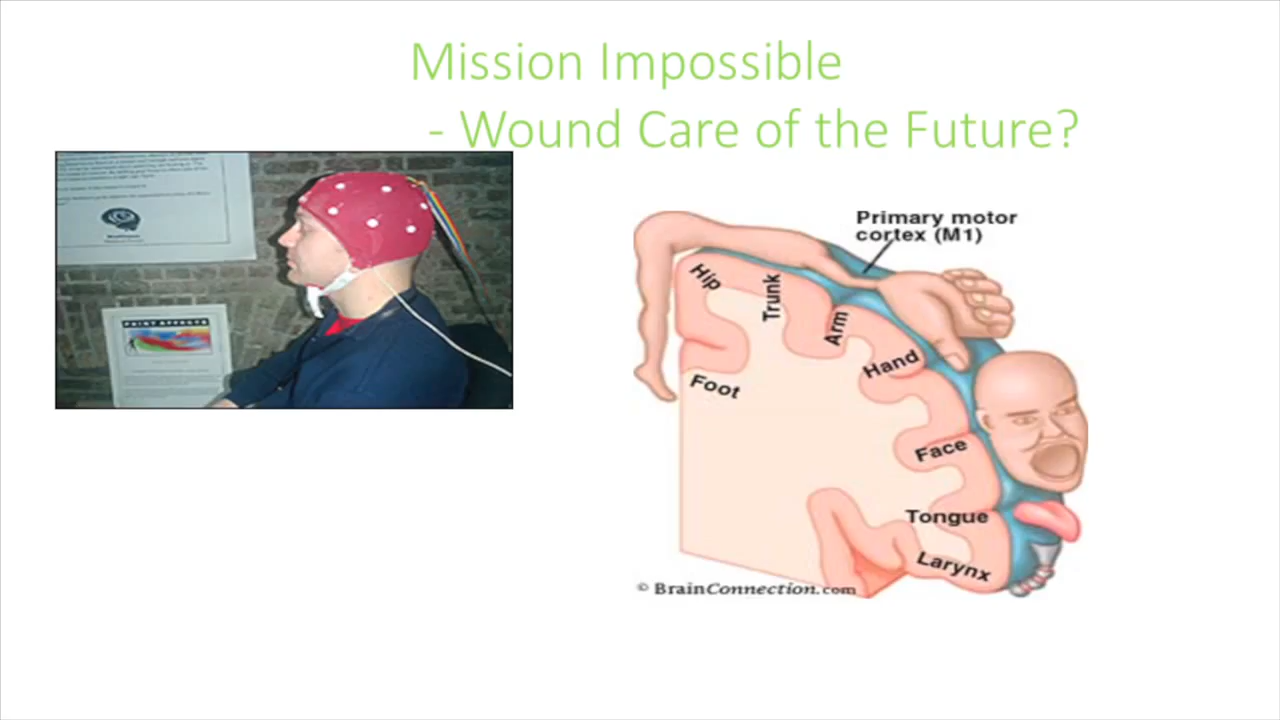 Mission Impossible
- Wound Care of the Future?
Primary motor
cortex (M1)
Hip
Trunk
Arm
Hand
Foot
Face
Tongue
Larynx
© BrainConnection.com